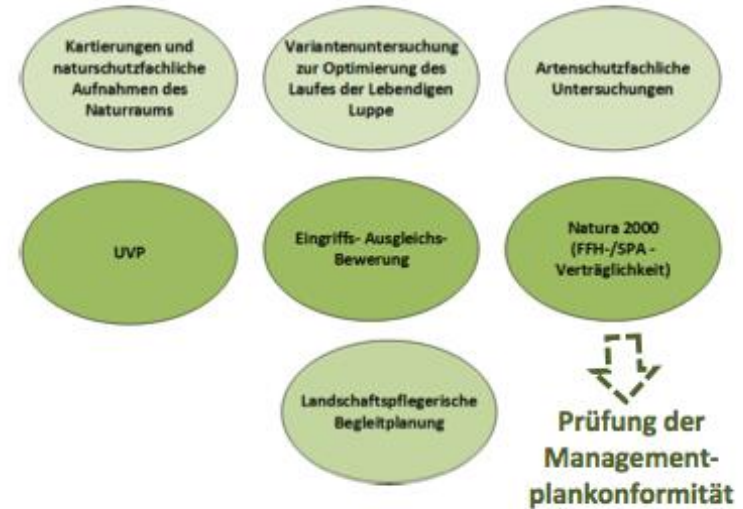 Kartierungen und
naturschutzfachliche
Aufnahmen des
Naturraums
Variantenuntersuchung
zur Optimierung des
Laufes der Lebendigen
Luppe
Artenschutzfachliche
Untersuchungen
UVP
Eingriffs- Ausgleichs-
Bewerung
Natura 2000
(FFH-/SPA -
Verträglichkeit)
Landschaftspflegerische
Begleitplanung
Prüfung der
Management-
plankonformität